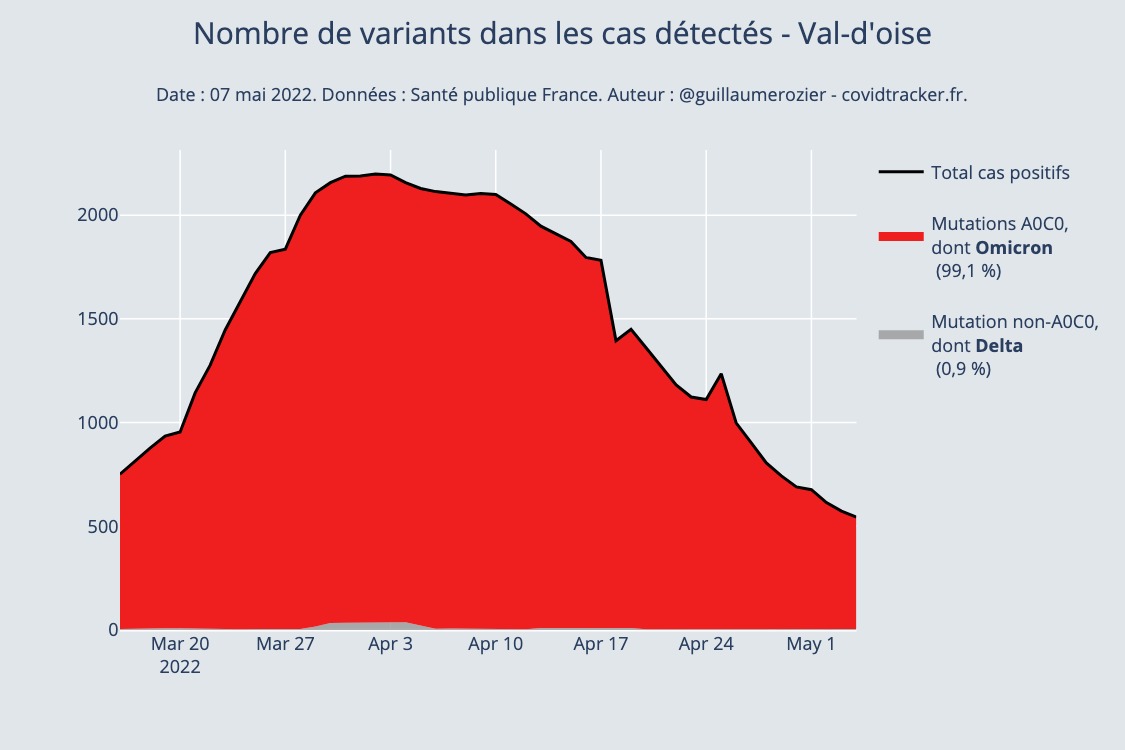 Nombre de variants dans les cas détectés - Val-d'oise
Date : 07 mai 2022. Données : Santé publique France. Auteur : @guillaumerozier - covidtracker.fr.
Total cas positifs
Mutations A0C0,
dont Omicron
(99,1 %)
Mutation non-A0C0,
dont Delta
(0,9 %)
2000
1500
1000
500
0
Mar 20
2022
Mar 27
Apr 3
Apr 10
Apr 17
Apr 24
May 1